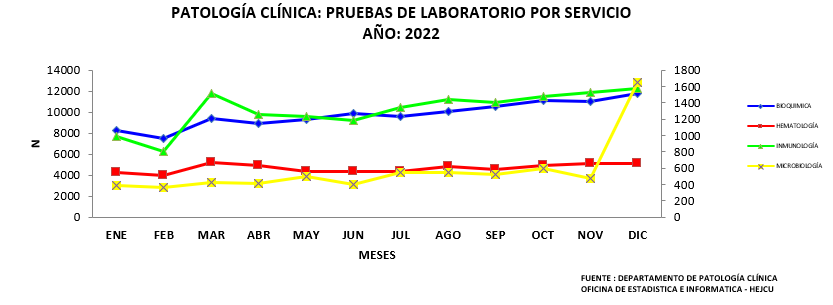 PATOLOGÍA CLÍNICA: PRUEBAS DE LABORATORIO POR SERVICIO
AÑO: 2022
14000
12000
10000
8000
6000
4000
2000
0
N
1800
1600
1400
1200
1000
800
600
400
200
0
ENE FEB MAR ABR MAY JUN JUL AGO SEP OCT NOV DIC
MESES
BIOQUIMICA
HEMATOLOGÍA
INMUNOLOGÍA
MICROBIOLOGÍA
FUENTE : DEPARTAMENTO DE PATOLOGÍA CLÍNICA
OFICINA DE ESTADISTICA E INFORMATICA - HEJCU